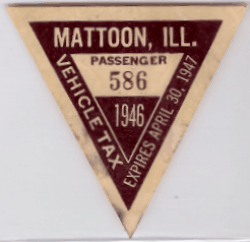 MATTOON, ILL.
PASSENGER
586
1946
VEHICLE TAX
EXPIRES APRIL 30, 1947